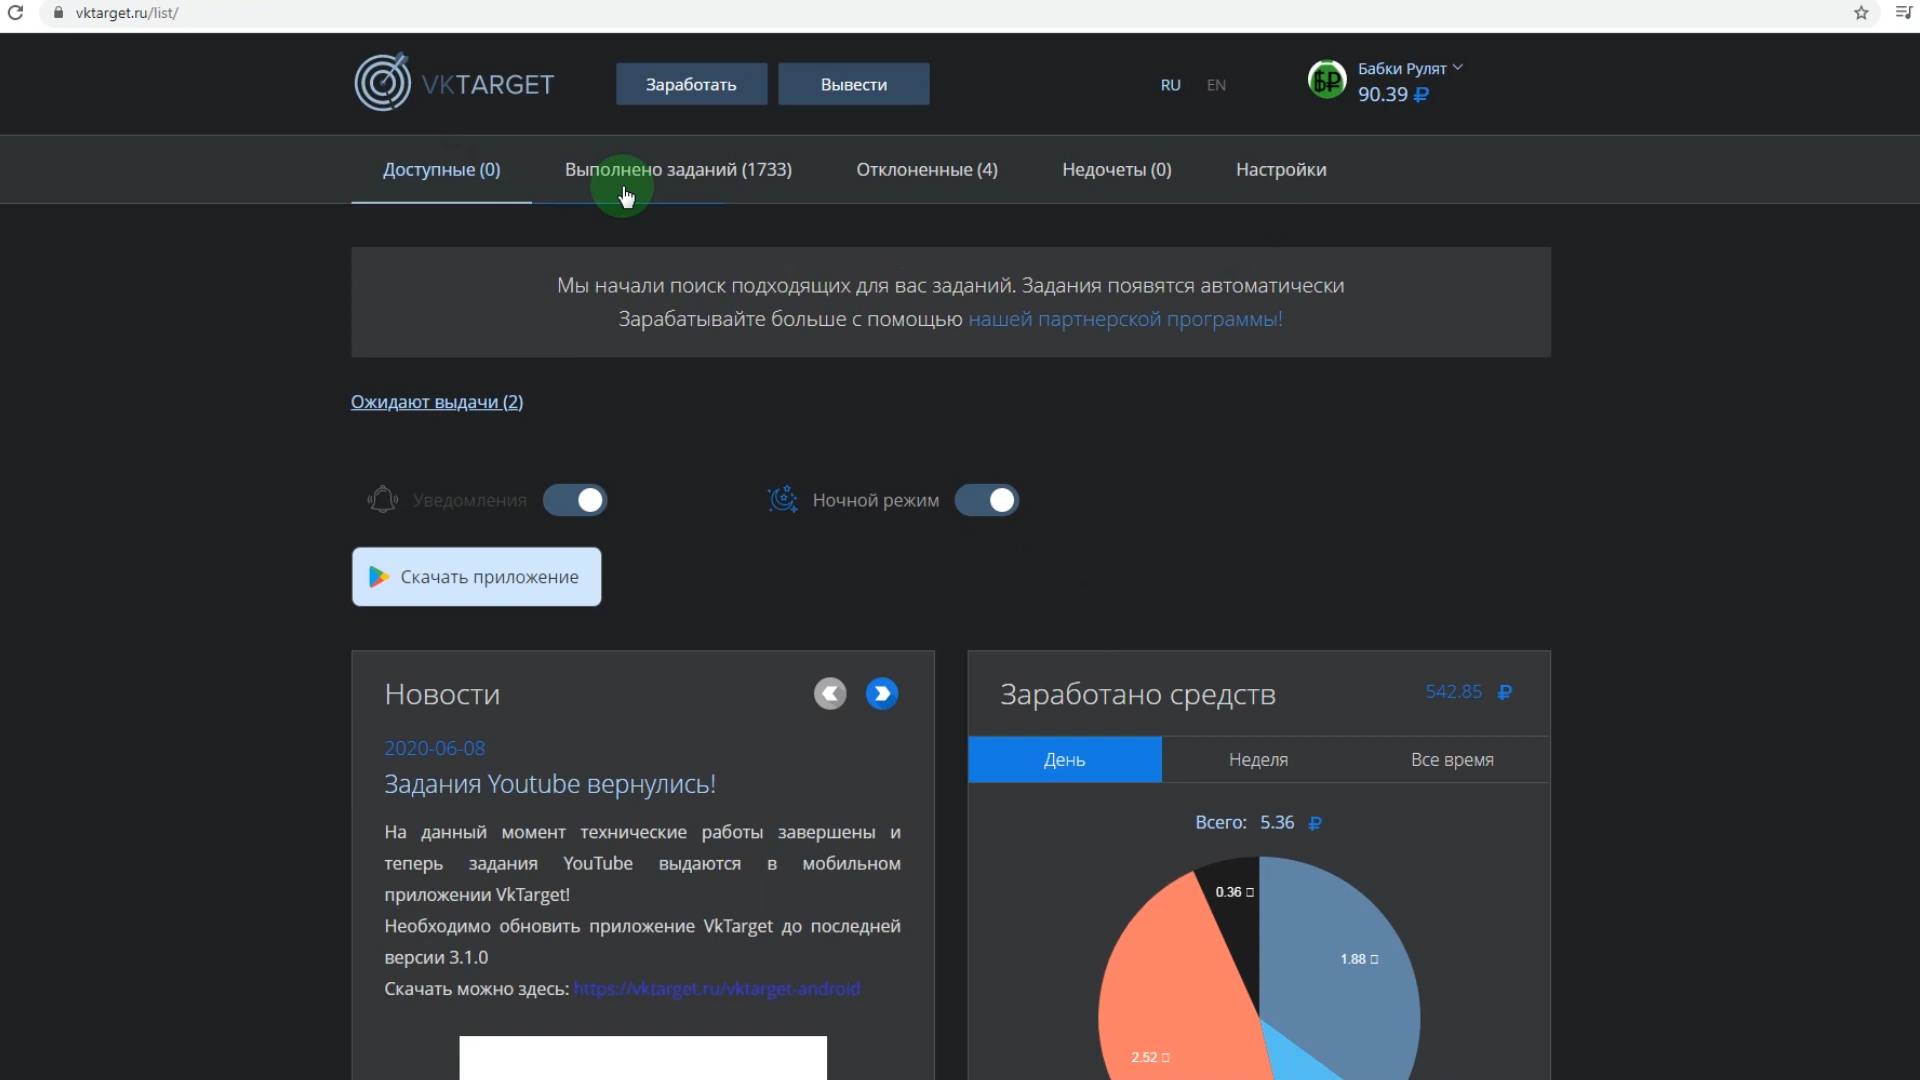 vktarget.ru/list/
VKTARGET
Заработать
Вывести
RU
EN
Бабки Рулят
90.39 ₽
Доступные (0)
Выполнено заданий (1733)
Отклоненные (4)
Недочеты (0)
Настройки
Мы начали поиск подходящих для вас заданий. Задания появятся автоматически
Зарабатывайте больше с помощью нашей партнерской программы!
Ожидают выдачи (2)
Уведомления
Ночной режим
Скачать приложение
Новости
2020-06-08
Задания Youtube вернулись!
На данный момент технические работы завершены и
теперь задания YouTube выдаются в мобильном
приложении VkTarget!
Необходимо обновить приложение VkTarget до последней
версии 3.1.0
Скачать можно здесь: https://vktarget.ru/vktarget-android
Заработано средств
542.85 ₽
День
Неделя
Все время
Всего: 5.36 ₽
0.36
1.88
2.52